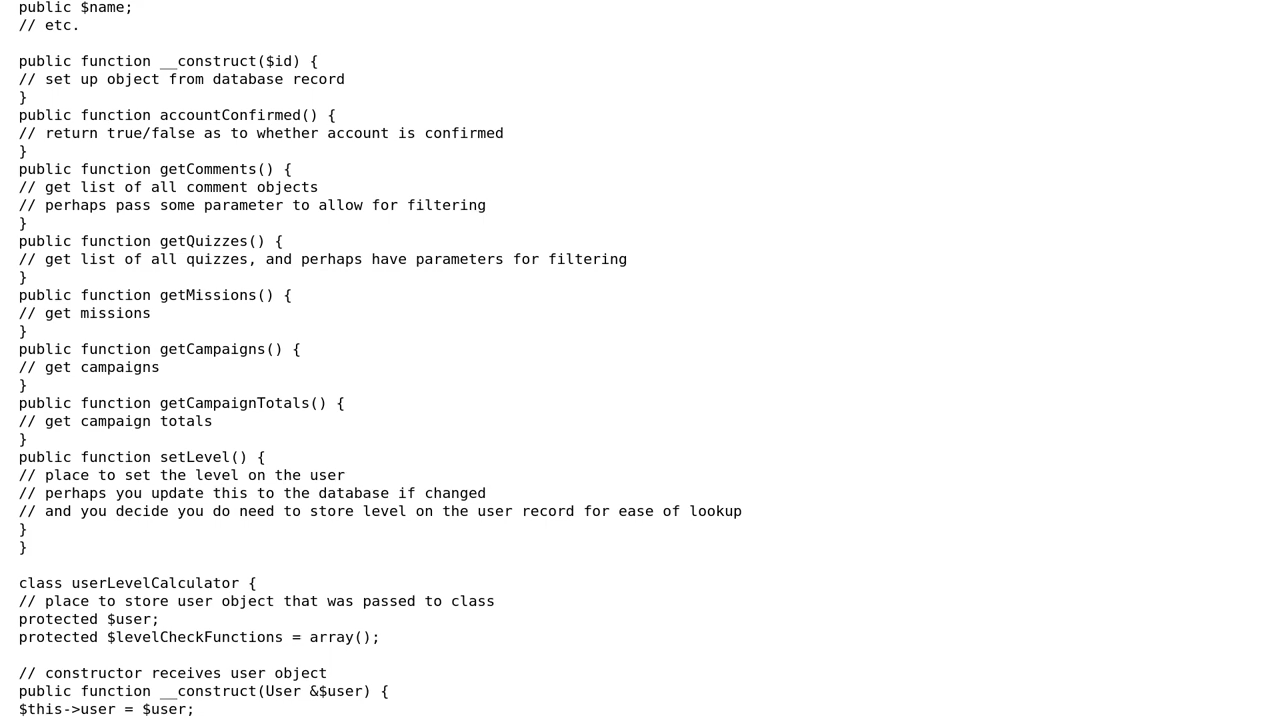 public $name;
// etc.

public function __construct($id) {
// set up object from database record
}
public function accountConfirmed() {
// return true/false as to whether account is confirmed
}
public function getComments() {
// get list of all comment objects
// perhaps pass some parameter to allow for filtering
}
public function getQuizzes() {
// get list of all quizzes, and perhaps have parameters for filtering
}
public function getMissions() {
// get missions
}
public function getCampaigns() {
// get campaigns
}
public function getCampaignTotals() {
// get campaign totals
}
public function setLevel() {
// place to set the level on the user
// perhaps you update this to the database if changed
// and you decide you do need to store level on the user record for ease of lookup
}
}

class userLevelCalculator {
// place to store user object that was passed to class
protected $user;
protected $levelCheckFunctions = array();

// constructor receives user object
public function __construct(User &$user) {
$this->user = $user;